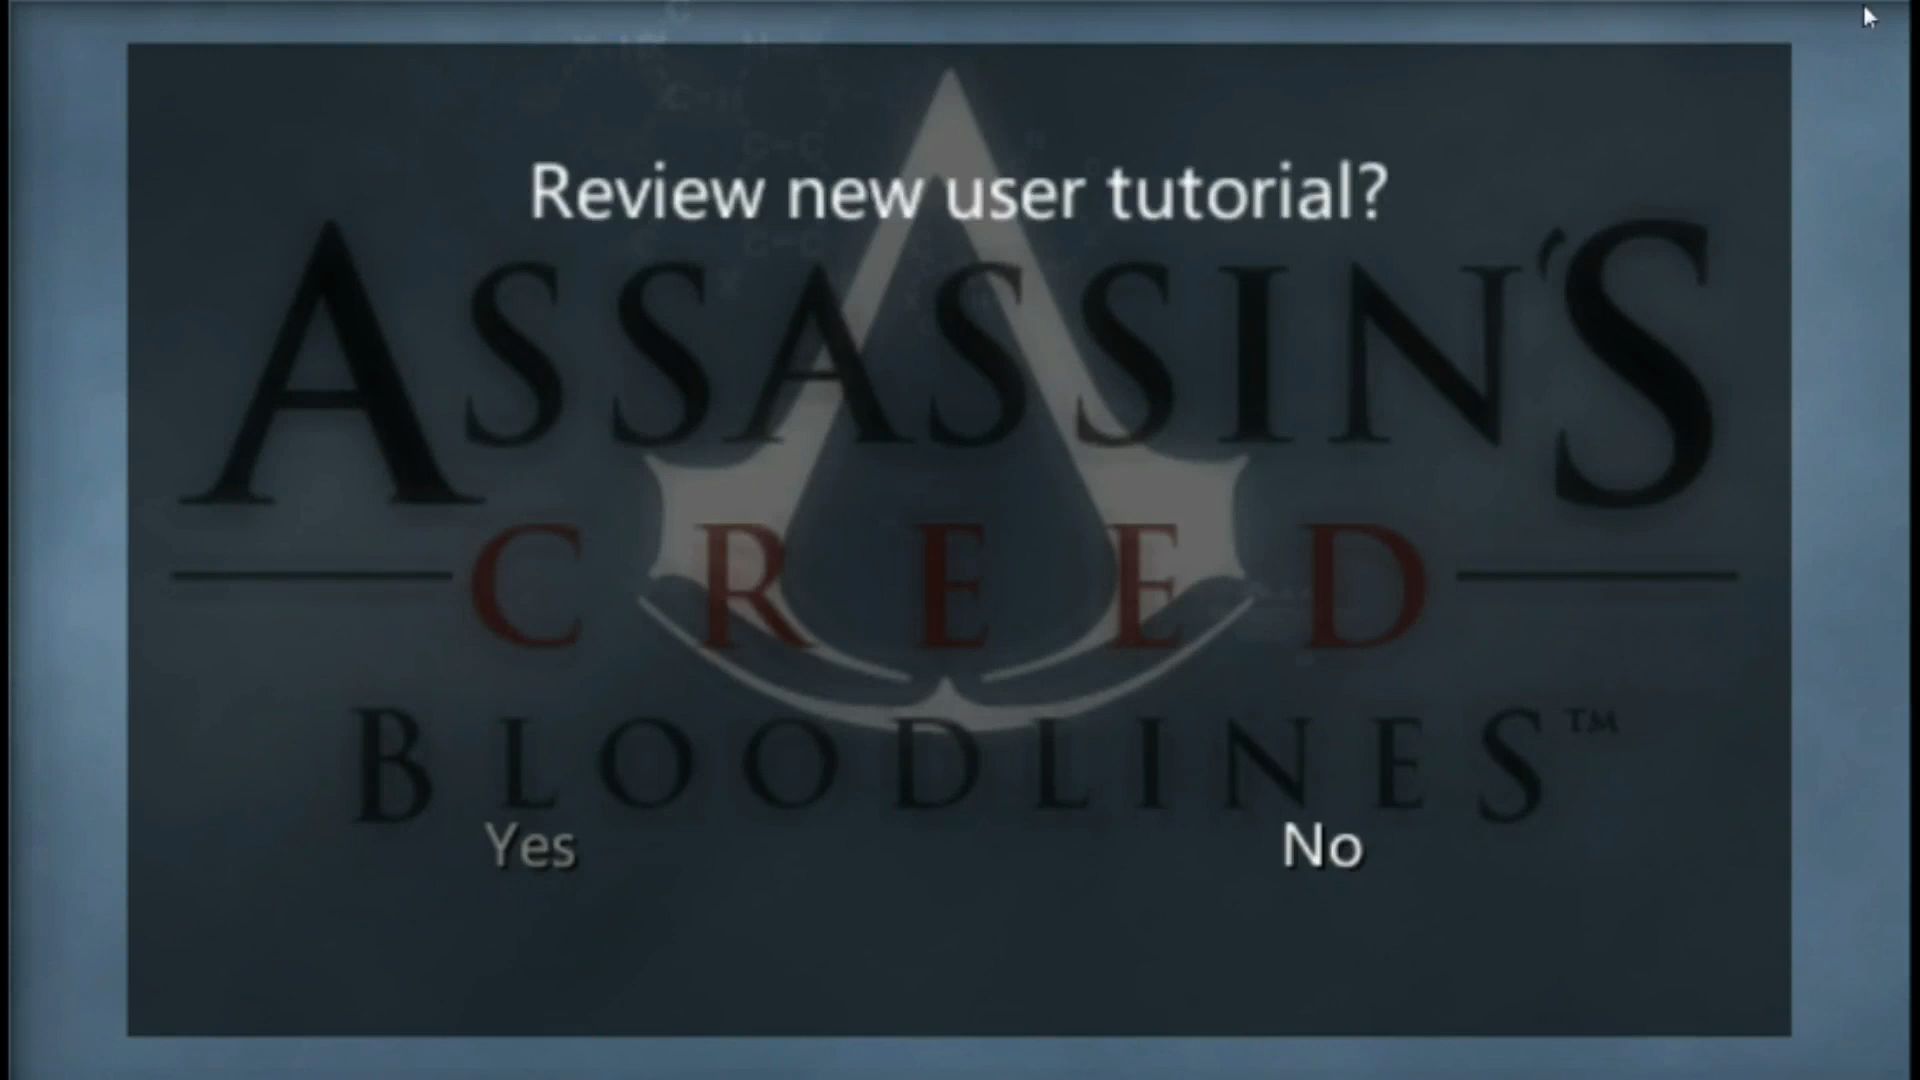 Review new user tutorial?
ASSASSIN'S
CREED
BLOODLINES™
Yes No